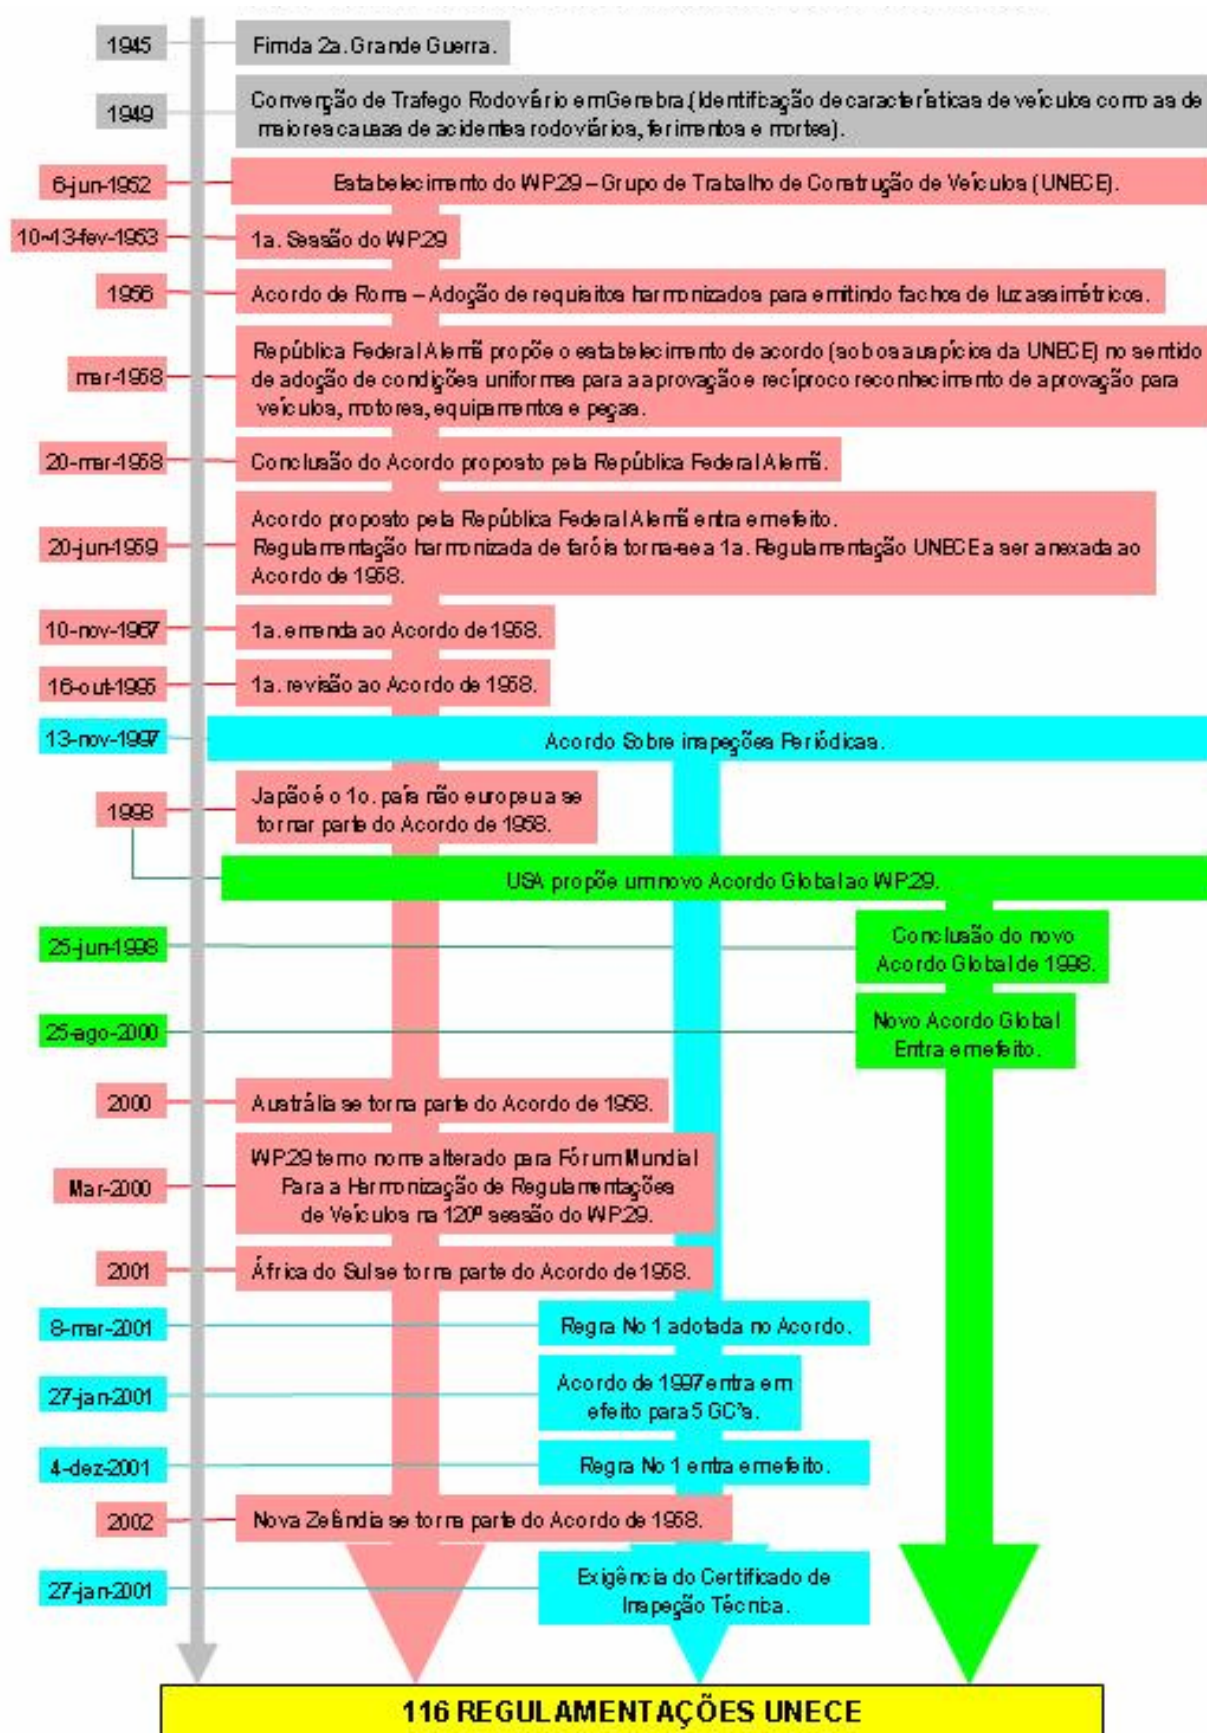 1945
Fim da 2a. Grande Guerra.
1949
Convenção de Trafego Rodoviário em Genebra.(Identificação de características de veículos como as de
maiores causas de acidentes rodoviários, ferimentos e mortes).
6-jun-1952
Estabelecimento do WP.29 – Grupo de Trabalho de Construção de Veículos (UNECE).
10~13-fev-1953
1a. Sessão do WP.29
1956
Acordo de Roma – Adoção de requisitos harmonizados para emitindo fachos de luz assimétricos.
mar-1958
República Federal Alemã propõe o estabelecimento de acordo (sob os auspícios da UNECE) no sentido
de adoção de condições uniformes para a aprovação e recíproco reconhecimento de aprovação para
veículos, motores, equipamentos e peças.
20-mar-1958
Conclusão do Acordo proposto pela República Federal Alemã.
20-jun-1959
Acordo proposto pela República Federal Alemã entra em efeito.
Regulamentação harmonizada de faróis torna-se a 1a. Regulamentação UNECE a ser anexada ao
Acordo de 1958.
10-nov-1967
1a. emenda ao Acordo de 1958.
16-out-1995
1a. revisão ao Acordo de 1958.
13-nov-1997
Acordo Sobre inspeções Periódicas.
1998
Japão é o 1o. país não europeu a se
tornar parte do Acordo de 1958.
USA propõe um novo Acordo Global ao WP.29.
25-jun-1998
Conclusão do novo
Acordo Global de 1998.
25-ago-2000
Novo Acordo Global
Entra em efeito.
2000
Austrália se torna parte do Acordo de 1958.
Mar-2000
WP.29 tem o nome alterado para Fórum Mundial
Para a Harmonização de Regulamentações
de Veículos na 120ª sessão do WP.29.
2001
África do Sul se torna parte do Acordo de 1958.
8-mar-2001
Regra No 1 adotada no Acordo.
27-jan-2001
Acordo de 1997 entra em
efeito para 5 GC's.
4-dez-2001
Regra No 1 entra em efeito.
2002
Nova Zelândia se torna parte do Acordo de 1958.
27-jan-2001
Exigência do Certificado de
Inspeção Técnica.
116 REGULAMENTAÇÕES UNECE